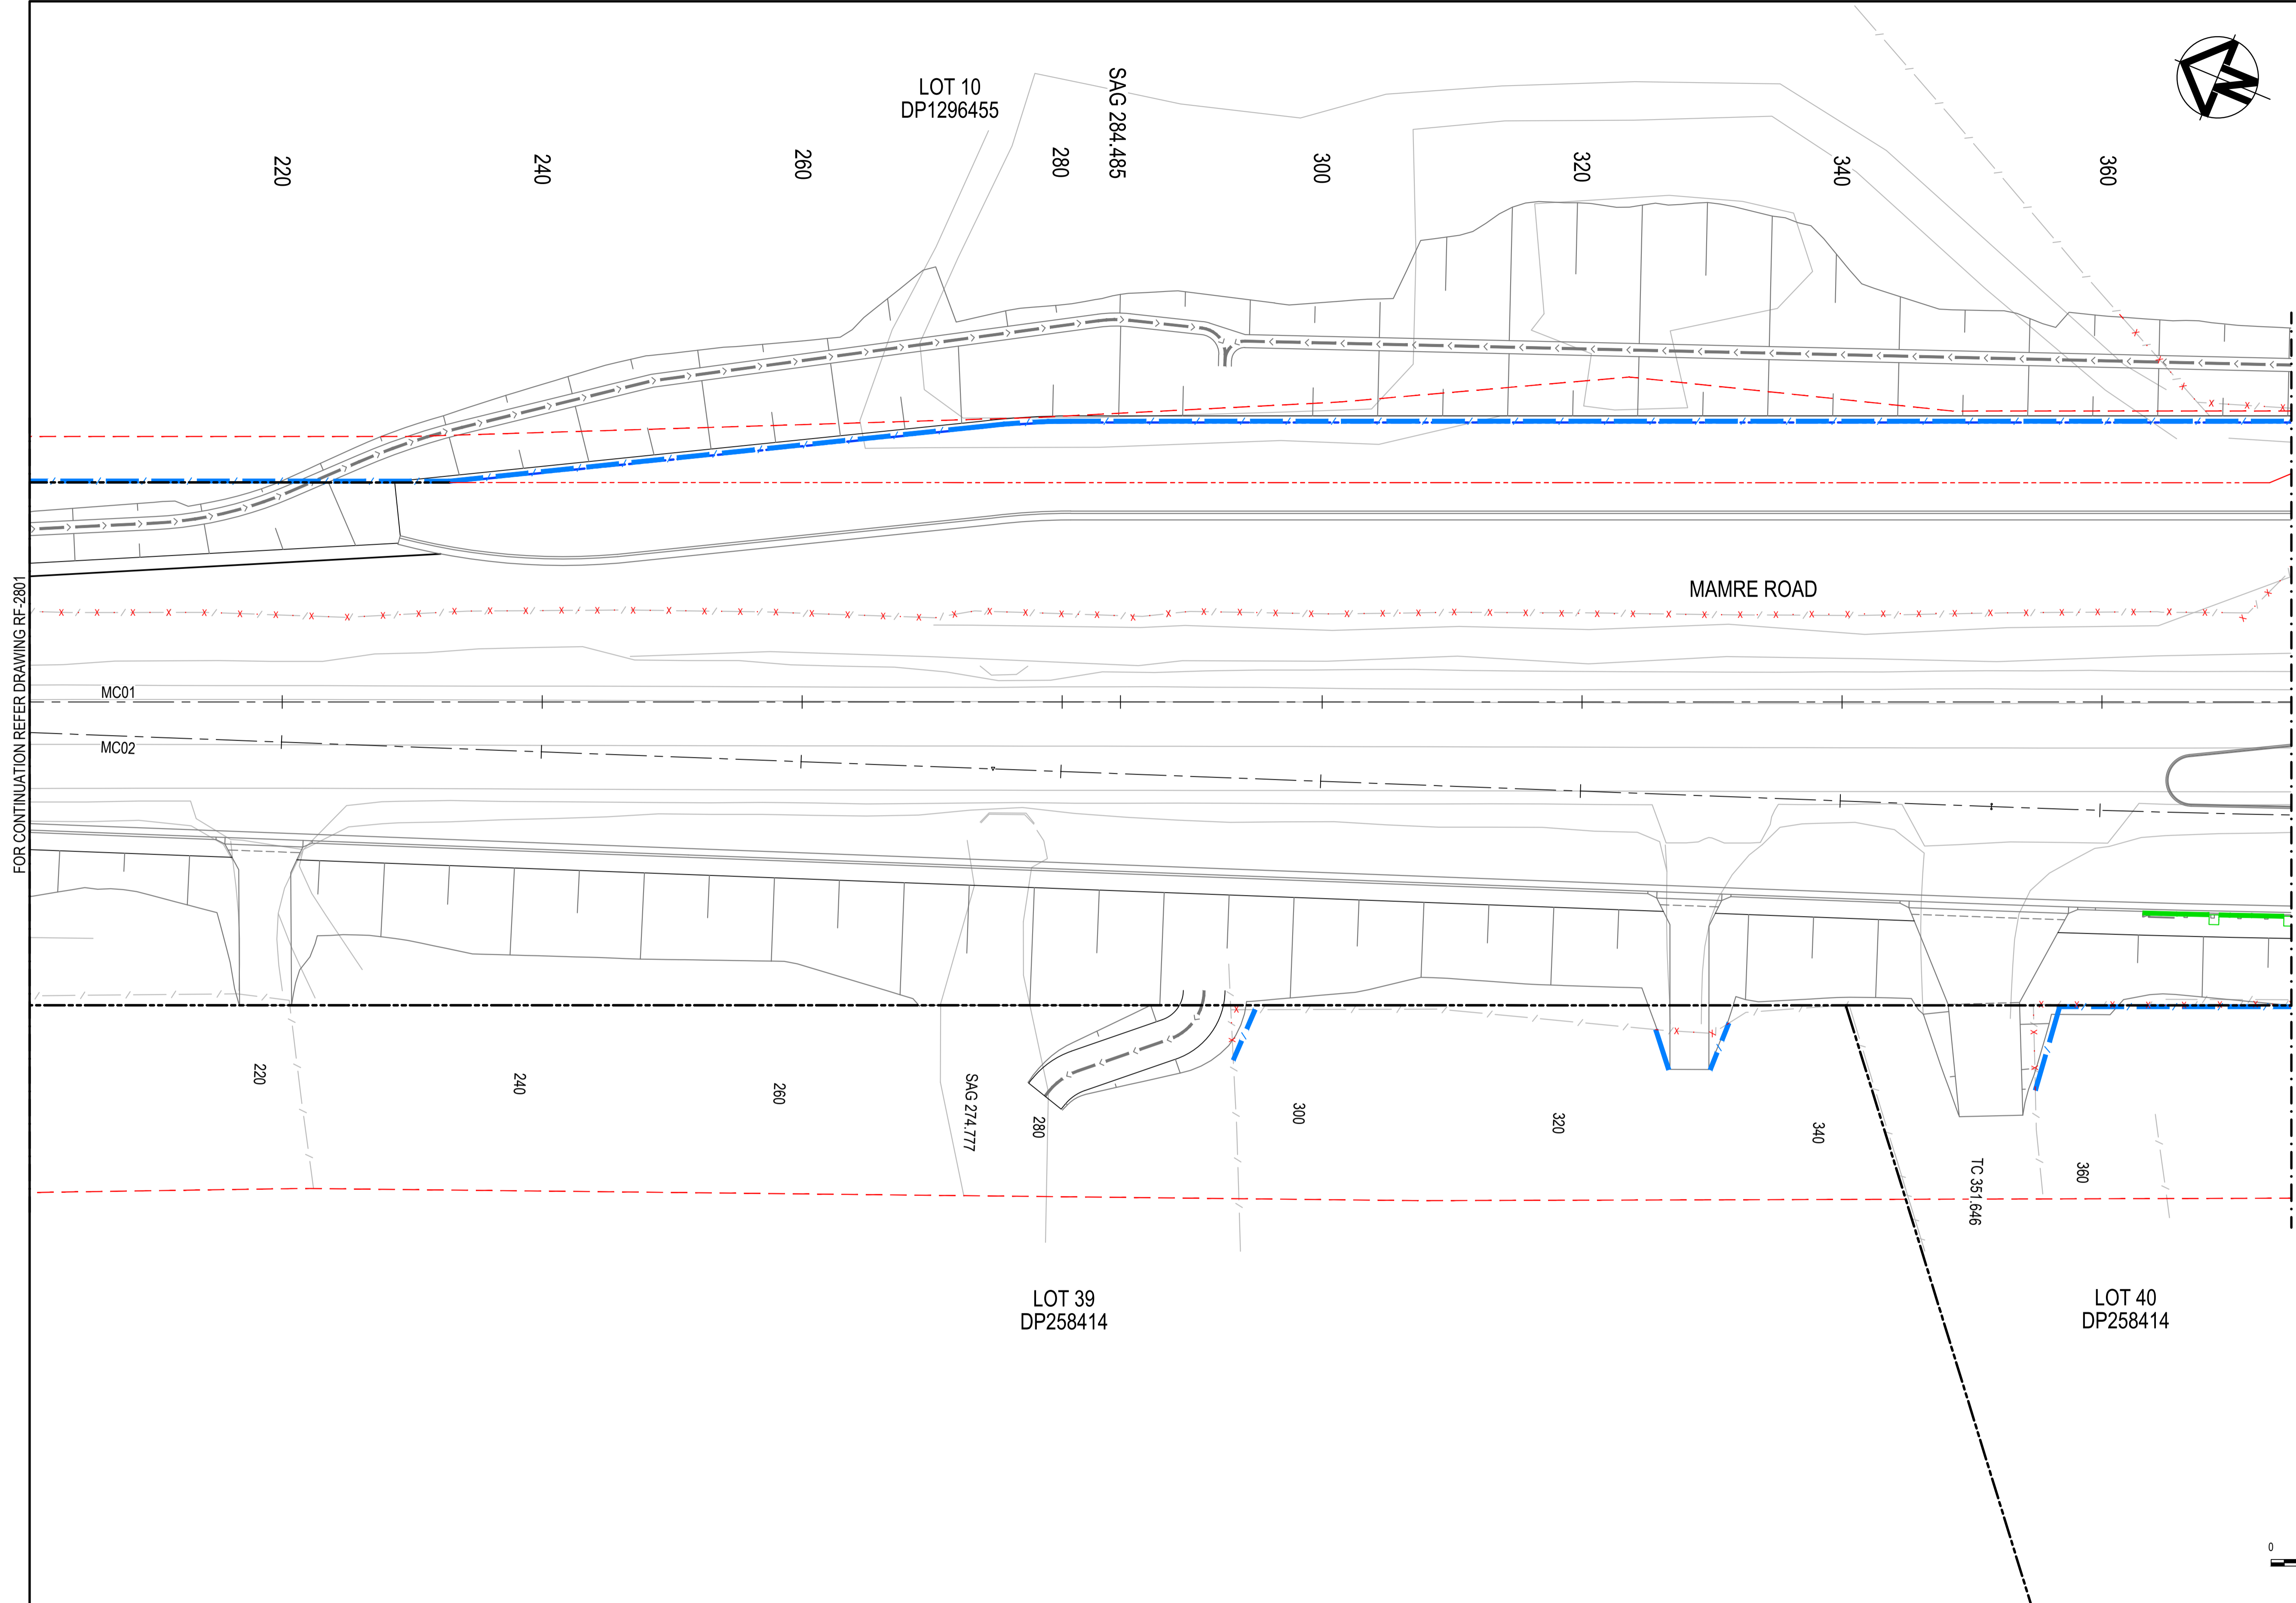 LOT 10
DP1296455
SAG 284.485
N
220
240
260
280
300
320
340
360
MAMRE ROAD
FOR CONTINUATION REFER DRAWING RF-2801
MC01
MC02
220
240
260
SAG 274.777
280
300
320
340
TC 351.646
360
LOT 39
DP258414
LOT 40
DP258414
0